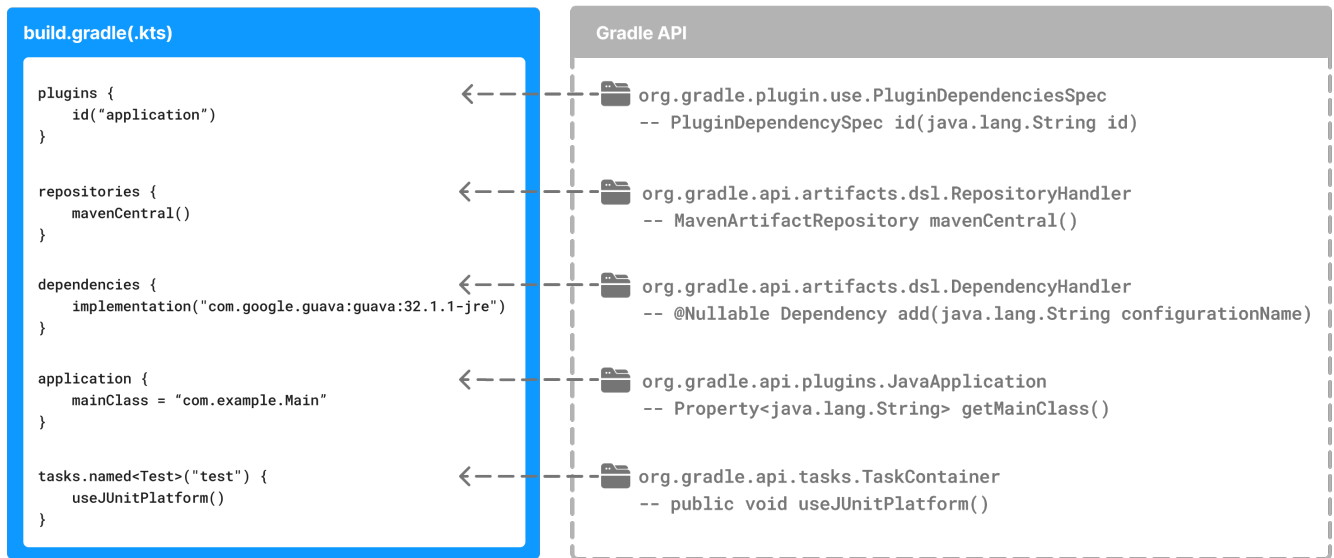 build.gradle(.kts)
plugins {
id(“application”)
}
repositories {
mavenCentral()
}
dependencies {
implementation("com.google.guava:guava:32.1.1-jre")
}
application {
mainClass = “com.example.Main”
}
tasks.named<Test>("test") {
useJUnitPlatform()
}
Gradle API
org.gradle.plugin.use.PluginDependenciesSpec
-- PluginDependencySpec id(java.lang.String id)
org.gradle.api.artifacts.dsl.RepositoryHandler
-- MavenArtifactRepository mavenCentral()
org.gradle.api.artifacts.dsl.DependencyHandler
-- @Nullable Dependency add(java.lang.String configurationName)
org.gradle.api.plugins.JavaApplication
-- Property<java.lang.String> getMainClass()
org.gradle.api.tasks.TaskContainer
-- public void useJUnitPlatform()